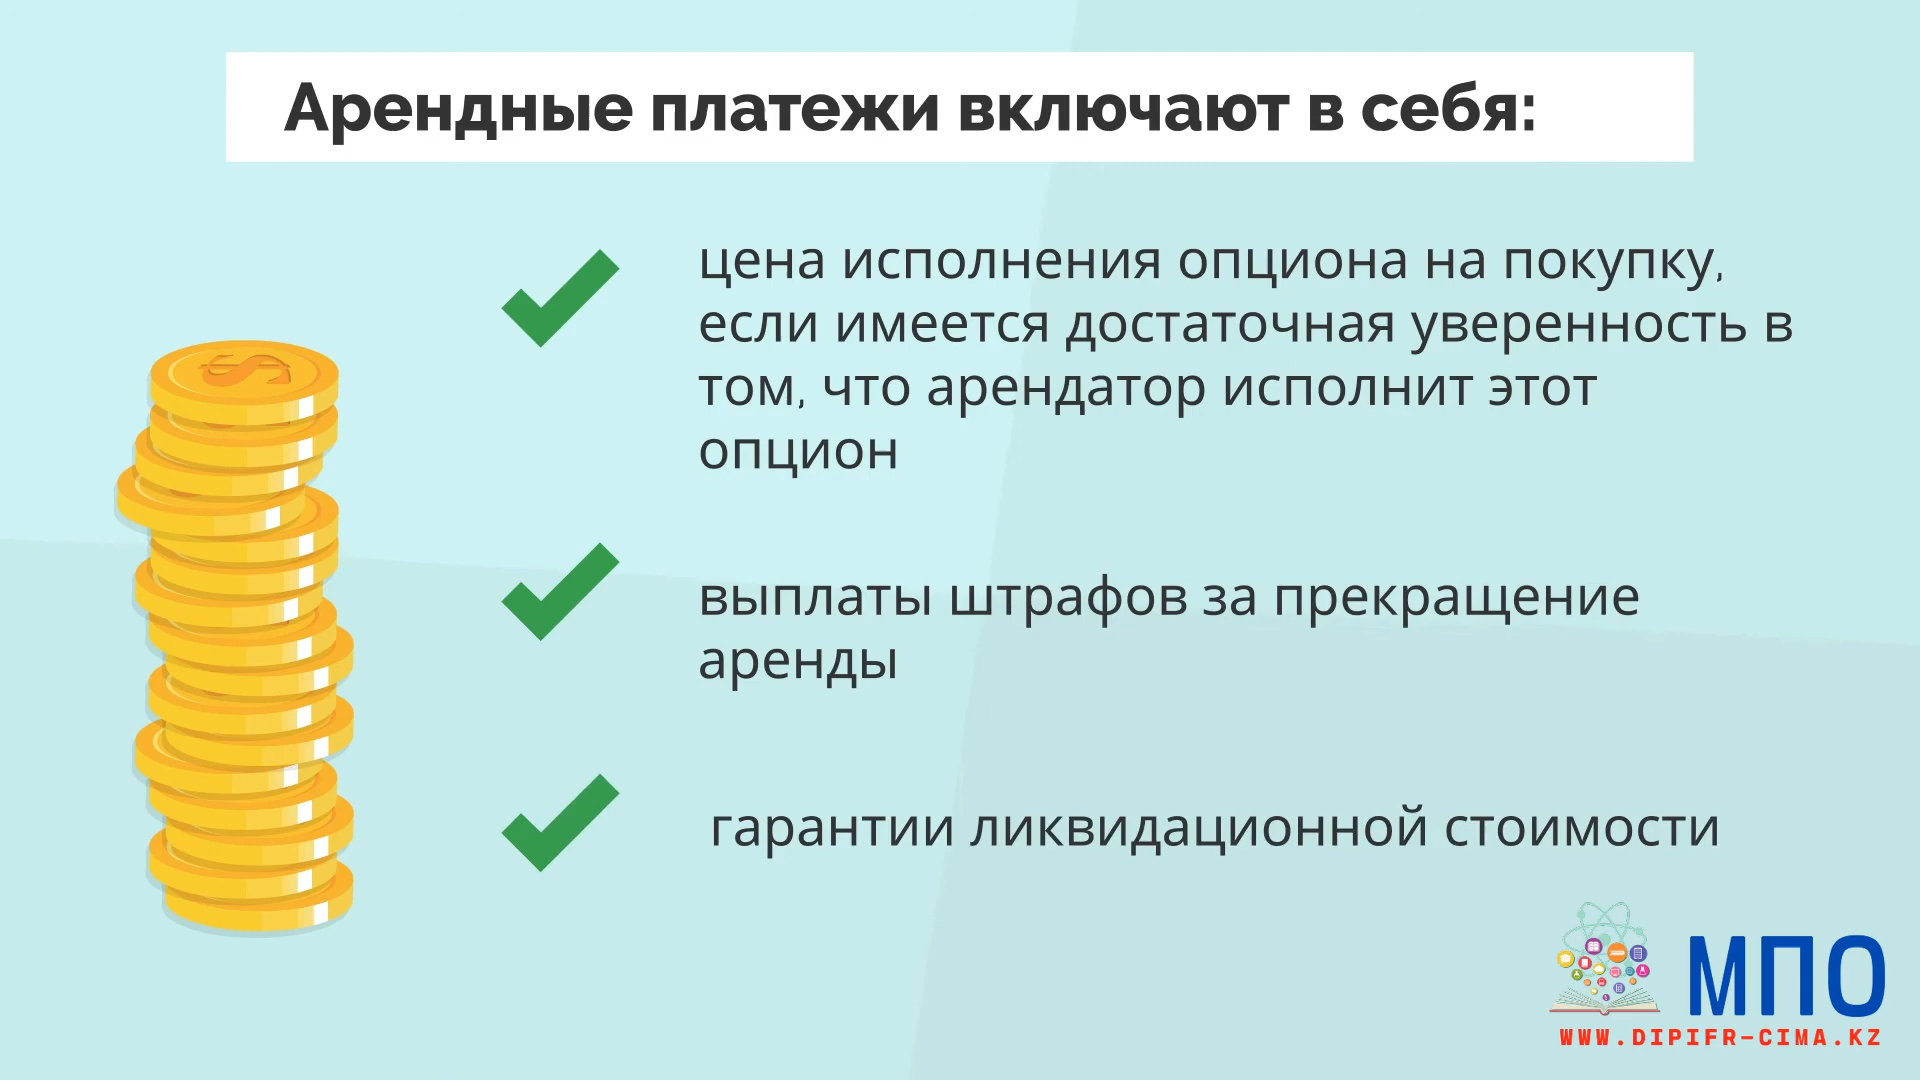 Арендные платежи включают в себя:
цена исполнения опциона на покупку,
если имеется достаточная уверенность в
том, что арендатор исполнит этот
опцион
выплаты штрафов за прекращение
аренды
гарантии ликвидационной стоимости
МПО
WWW.DIPIFR-CIMA.KZ